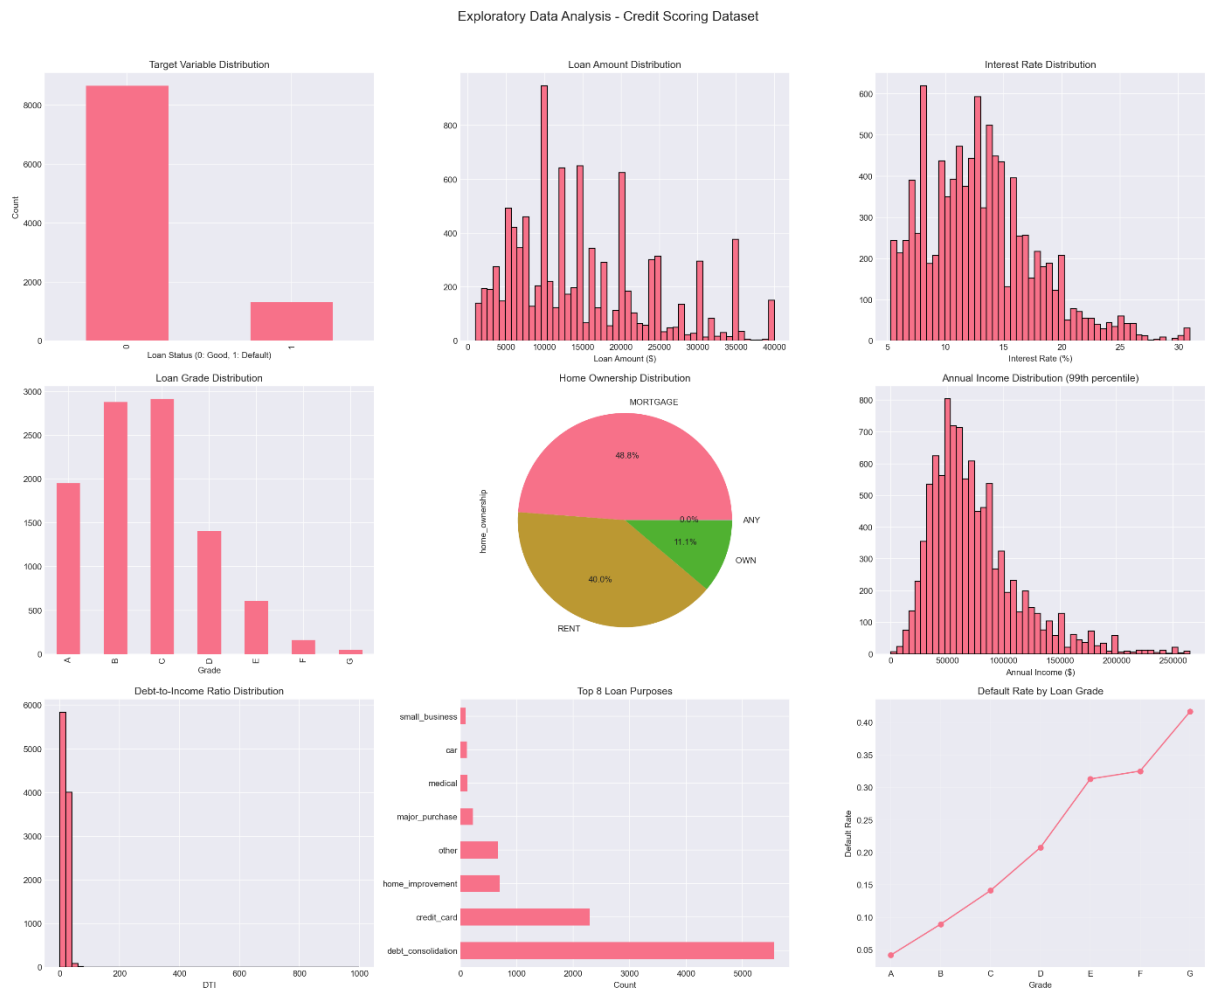 Exploratory Data Analysis - Credit Scoring Dataset
Target Variable Distribution
8000
6000
4000
2000
0
Count
0
1
Loan Status (0: Good, 1: Default)
Loan Amount Distribution
800
600
400
200
0
0 5000 10000 15000 20000 25000 30000 35000 40000
Loan Amount ($)
Interest Rate Distribution
600
500
400
300
200
100
0
5 10 15 20 25 30
Interest Rate (%)
Loan Grade Distribution
3000
2500
2000
1500
1000
500
0
A B C D E F G
Grade
Home Ownership Distribution
MORTGAGE
48.8%
home_ownership
0.0%
ANY
11.1%
OWN
40.0%
RENT
Annual Income Distribution (99th percentile)
800
700
600
500
400
300
200
100
0
0 50000 100000 150000 200000 250000
Annual Income ($)
Debt-to-Income Ratio Distribution
6000
5000
4000
3000
2000
1000
0
0 200 400 600 800 1000
DTI
Top 8 Loan Purposes
small_business
car
medical
major_purchase
other
home_improvement
credit_card
debt_consolidation
0 1000 2000 3000 4000 5000
Count
Default Rate by Loan Grade
0.40
0.35
0.30
0.25
0.20
0.15
0.10
0.05
Default Rate
A B C D E F G
Grade